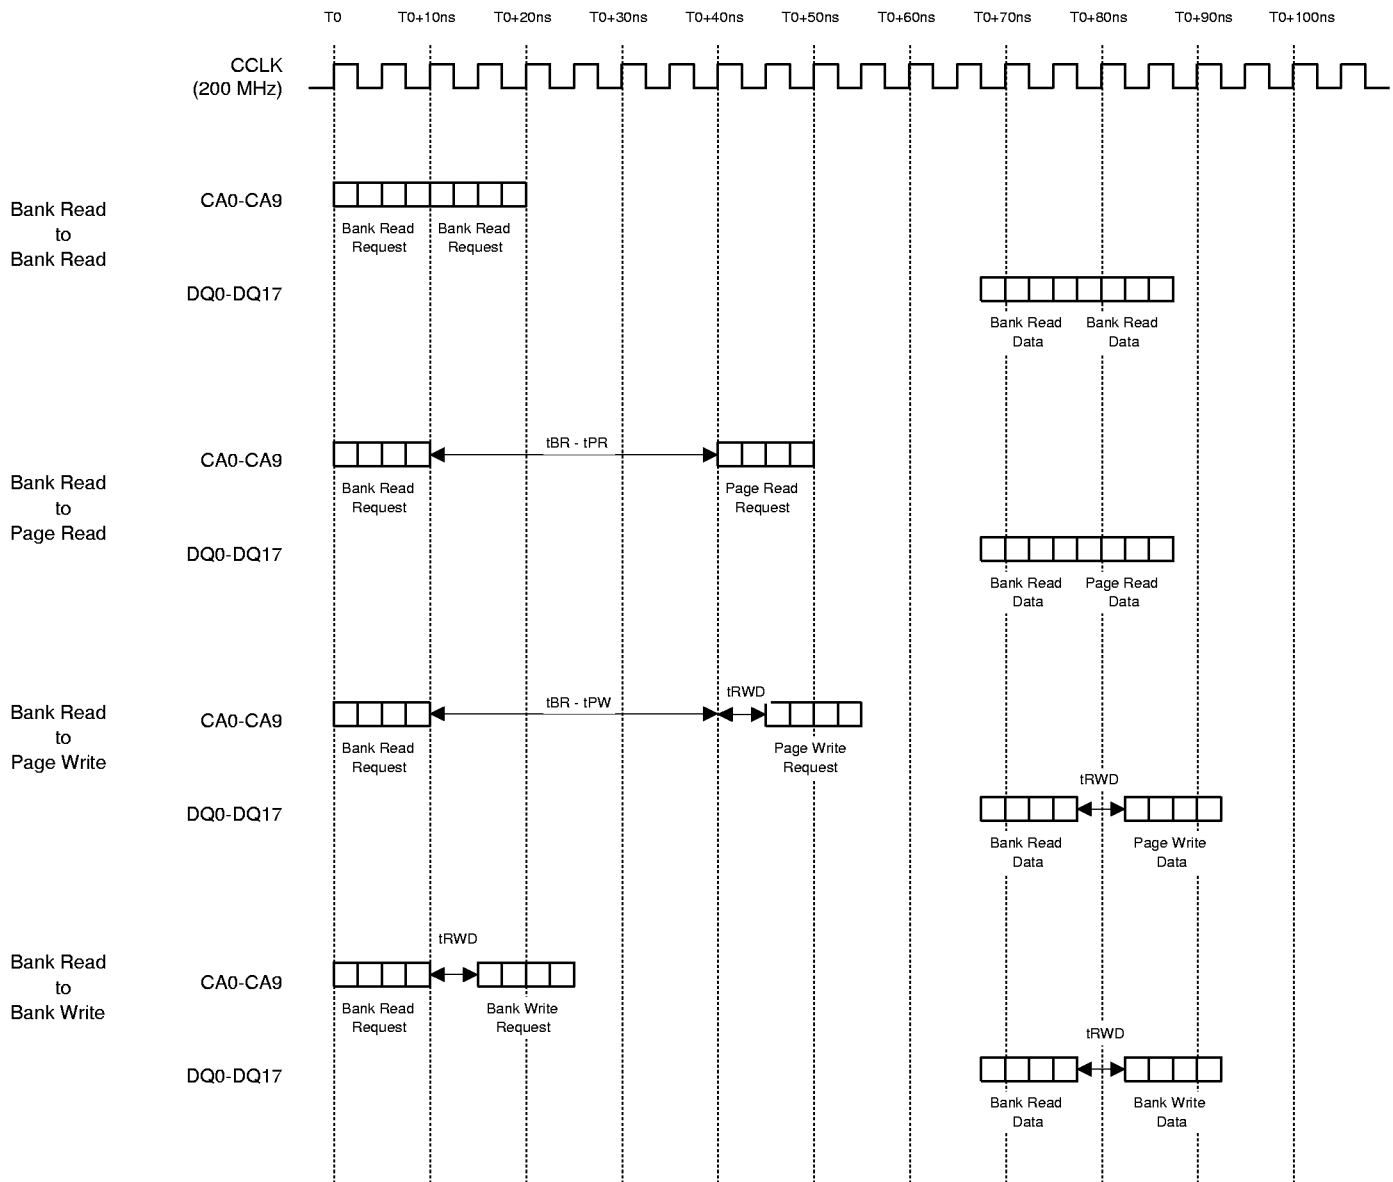 T0 T0+10ns T0+20ns T0+30ns T0+40ns T0+50ns T0+60ns T0+70ns T0+80ns T0+90ns T0+100ns
CCLK
(200 MHz)
Bank Read
to
Bank Read
CA0-CA9
Bank Read Bank Read
Request Request
DQ0-DQ17
Bank Read Bank Read
Data Data
Bank Read
to
Page Read
CA0-CA9
tBR - tPR
Bank Read Page Read
Request Request
DQ0-DQ17
Bank Read Page Read
Data Data
Bank Read
to
Page Write
CA0-CA9
tBR - tPW tRWD
Bank Read Page Write
Request Request
DQ0-DQ17
tRWD
Bank Read Page Write
Data Data
Bank Read
to
Bank Write
CA0-CA9
tRWD
Bank Read Bank Write
Request Request
DQ0-DQ17
tRWD
Bank Read Bank Write
Data Data